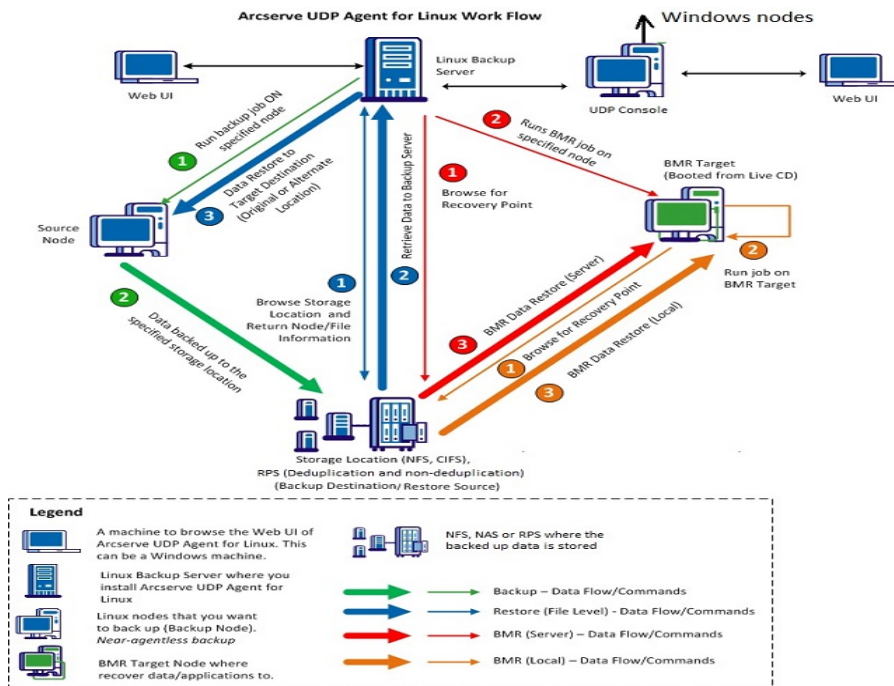 Arcserve UDP Agent for Linux Work Flow
Windows nodes
Linux Backup
Server
Web UI
UDP Console
Web UI
Run backup job ON
specified node
1
Data Restore to
Target Destination
(Original or Alternate
Location)
3
2
Runs BMR job on
specified node
1
Browse for
Recovery Point
BMR Target
(Booted from Live CD)
Source
Node
Retrieve Data to Backup Server
2
Run job on
BMR Target
2
Data backed up to the
specified storage location
1
Browse Storage
Location and
Return Node/File
Information
2
BMR Data Restore (Server)
3
Browse for Recovery Point
1
BMR Data Restore (Local)
3
Storage Location (NFS, CIFS),
RPS (Deduplication and non-deduplication)
(Backup Destination/Restore Source)
Legend
A machine to browse the Web UI of
Arcserve UDP Agent for Linux. This
can be a Windows machine.
NFS, NAS or RPS where the
backed up data is stored
Linux Backup Server where you
install Arcserve UDP Agent for
Linux
Linux nodes that you want
to back up (Backup Node).
Near-agentless backup
BMR Target Node where
recover data/applications to.
Backup – Data Flow/Commands
Restore (File Level) - Data Flow/Commands
BMR (Server) – Data Flow/Commands
BMR (Local) – Data Flow/Commands